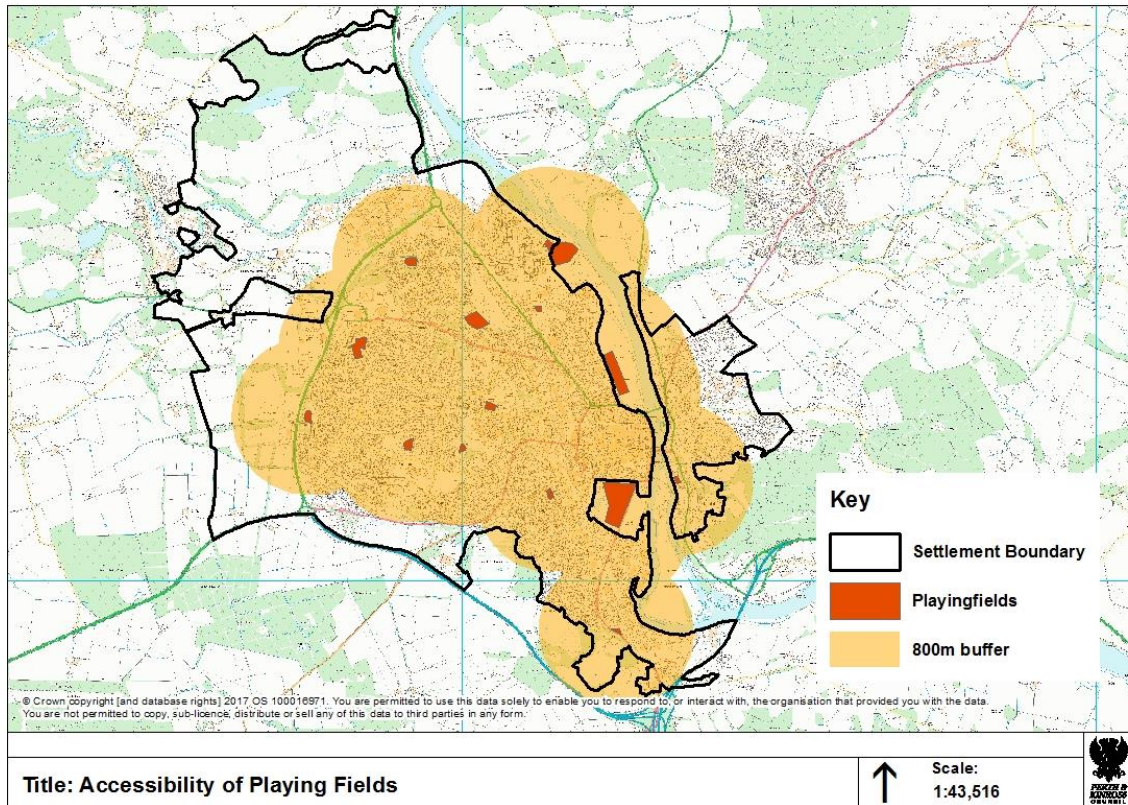 Key
Settlement Boundary
Playingfields
800m buffer
© Crown copyright [and database rights] 2017 OS 100016971. You are permitted to use this data solely to enable you to respond to, or interact with, the organisation that provided you with the data.
You are not permitted to copy, sub-licence, distribute or sell any of this data to third parties in any form.
Title: Accessibility of Playing Fields
Scale:
1:43,516
PERTH &
KINROSS
COUNCIL